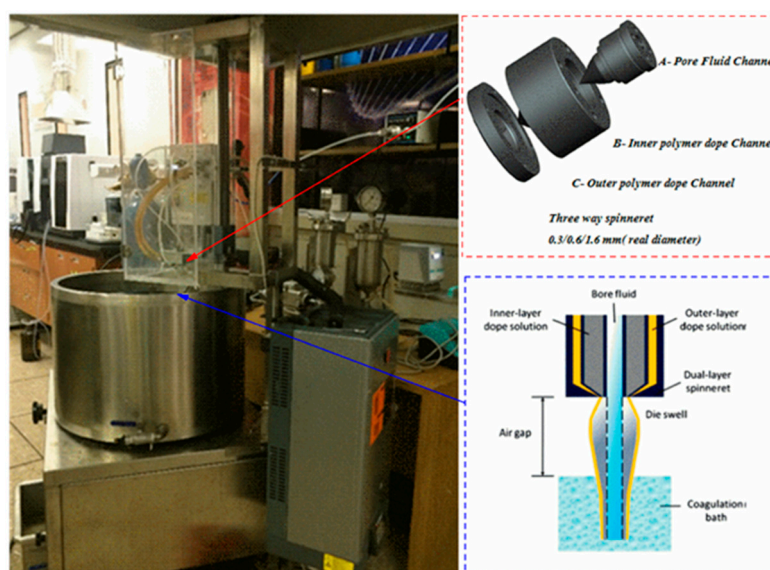 A- Pore Fluid Channe
B- Inner polymer dope Channe
C- Outer polymer dope Channel
Three way spinneret
0.3/0.6/1.6 mm( real diameter)
Bore fluid
Inner-layer
dope solution
Outer-layer
dope solution
Dual-layer
spinneret
Die swell
Air gap
Coagulation
bath